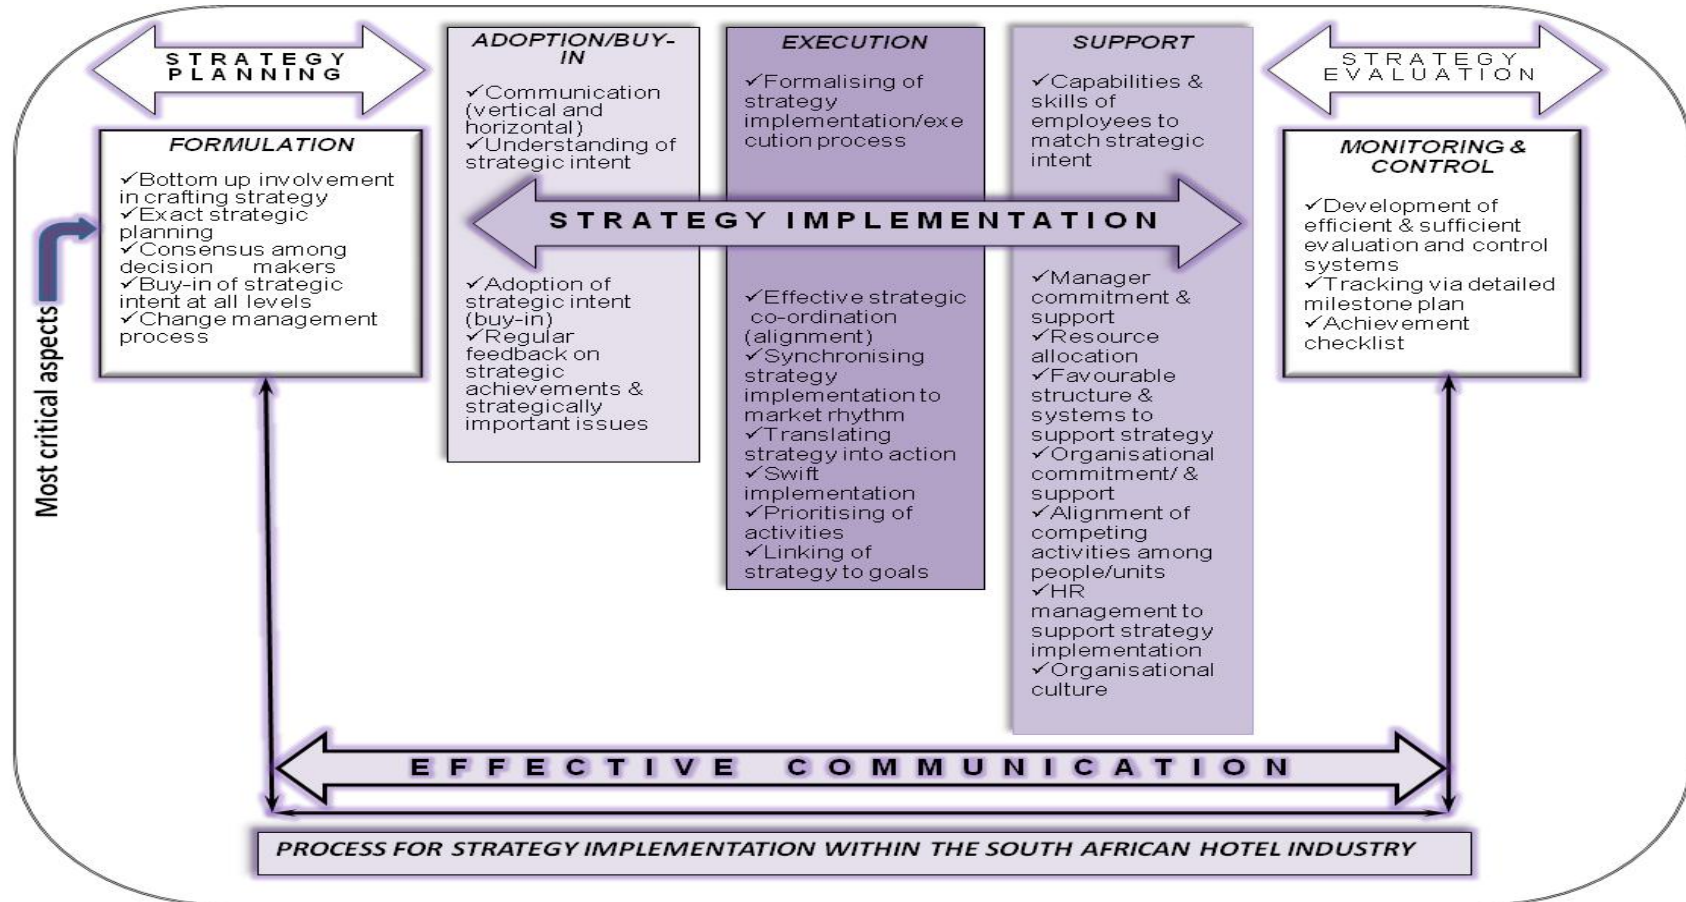 STRATEGY
PLANNING
FORMULATION
✓Bottom up involvement
in crafting strategy
✓Exact strategic
planning
✓Consensus among
decision makers
✓Buy-in of strategic
intent at all levels
✓Change management
process
Most critical aspects
ADOPTION/BUY-
IN
✓Communication
(vertical and
horizontal)
✓Understanding of
strategic intent
EXECUTION
✓Formalising of
strategy
implementation/exe
cution process
SUPPORT
✓Capabilities &
skills of
employees to
match strategic
intent
STRATEGY IMPLEMENTATION
✓Adoption of
strategic intent
(buy-in)
✓Regular
feedback on
strategic
achievements &
strategically
important issues
✓Effective strategic
co-ordination
(alignment)
✓Synchronising
strategy
implementation to
market rhythm
✓Translating
strategy into action
✓Swift
implementation
✓Prioritising of
activities
✓Linking of
strategy to goals
✓Manager
commitment &
support
✓Resource
allocation
✓Favourable
structure &
systems to
support strategy
✓Organisational
commitment/ &
support
✓Alignment of
competing
activities among
people/units
✓HR
management to
support strategy
implementation
✓Organisational
culture
STRATEGY
EVALUATION
MONITORING &
CONTROL
✓Development of
efficient & sufficient
evaluation and control
systems
✓Tracking via detailed
milestone plan
✓Achievement
checklist
EFFECTIVE COMMUNICATION
PROCESS FOR STRATEGY IMPLEMENTATION WITHIN THE SOUTH AFRICAN HOTEL INDUSTRY